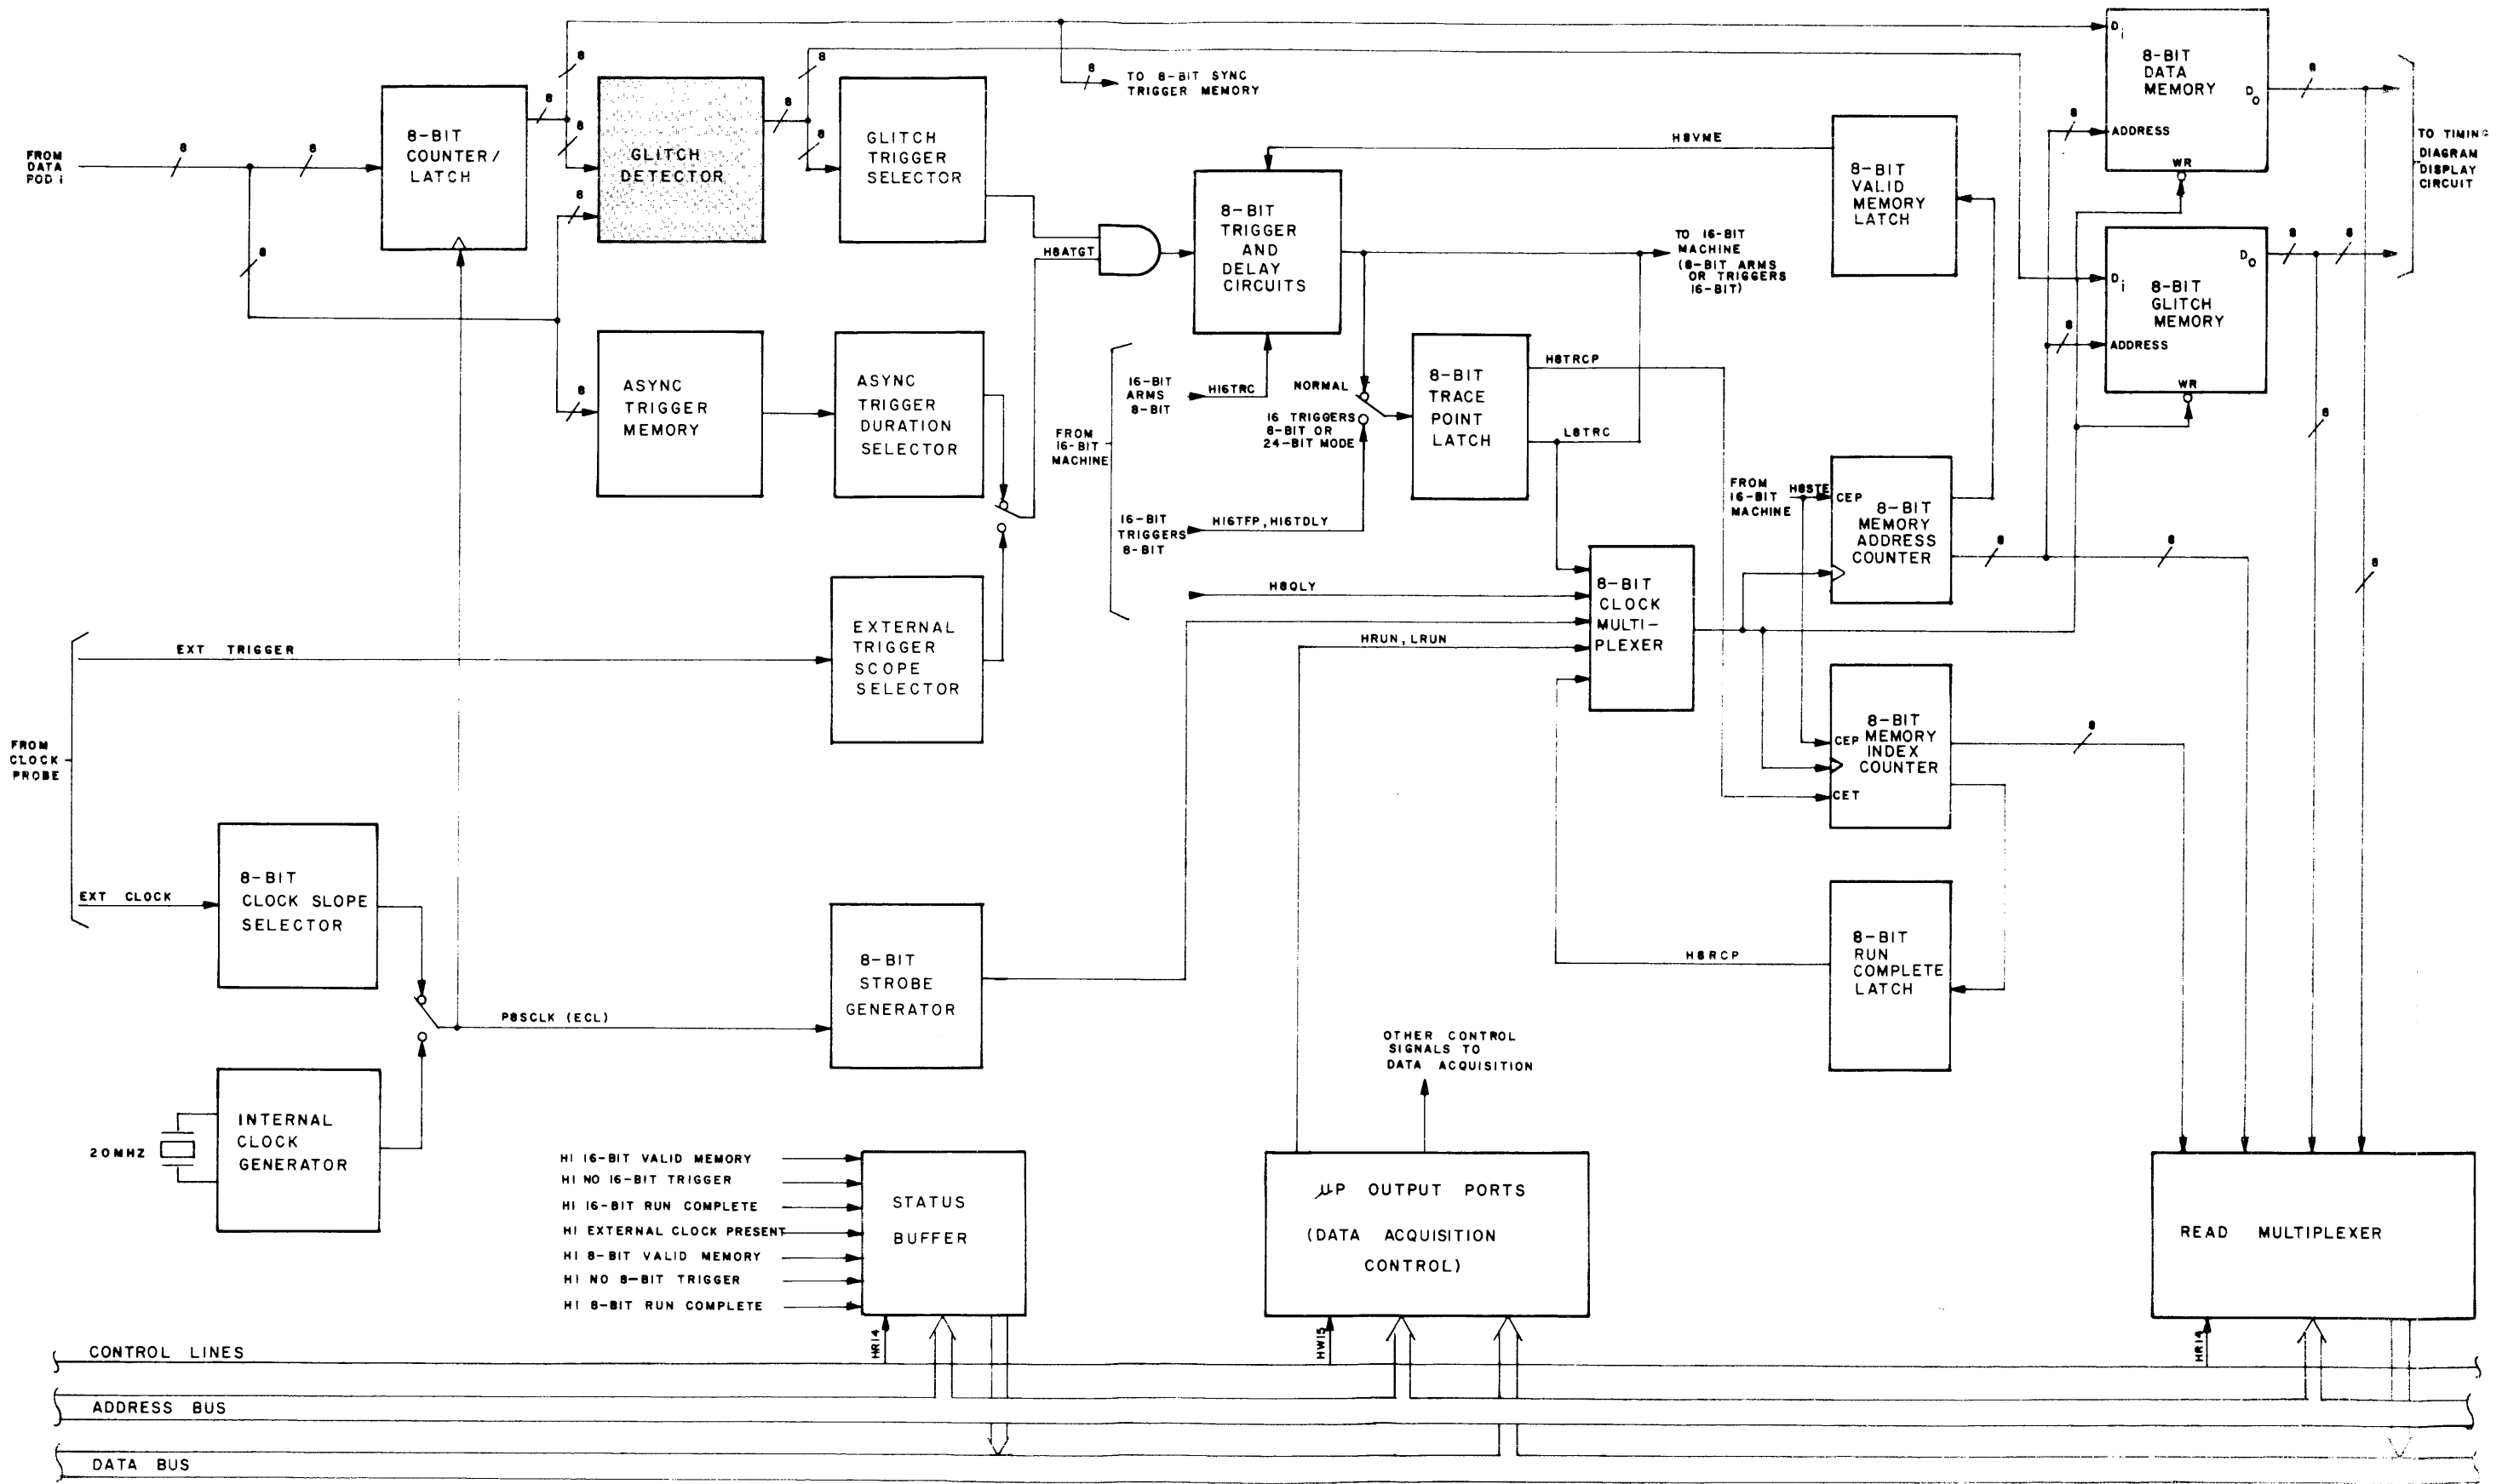 FROM
DATA
POD 1
8
8
8
8-BIT
COUNTER/
LATCH
8
8
8
8
GLITCH
DETECTOR
8
8
8
GLITCH
TRIGGER
SELECTOR
8
TO 8-BIT SYNC
TRIGGER MEMORY
H8ATGT
8-BIT
TRIGGER
AND
DELAY
CIRCUITS
H8VME
8-BIT
VALID
MEMORY
LATCH
TO 16-BIT
MACHINE
(8-BIT ARMS
OR TRIGGERS
16-BIT)
Di
8-BIT
DATA
MEMORY
Do
ADDRESS
WR
8
8
TO TIMING
DIAGRAM
DISPLAY
CIRCUIT
Di
Do
8-BIT
GLITCH
MEMORY
ADDRESS
WR
8
8
8
8
8
ASYNC
TRIGGER
MEMORY
8
ASYNC
TRIGGER
DURATION
SELECTOR
FROM
16-BIT
MACHINE
16-BIT
ARMS
8-BIT
H16TRC
NORMAL
16 TRIGGERS
8-BIT OR
24-BIT MODE
8-BIT
TRACE
POINT
LATCH
H8TRCP
L8TRC
16-BIT
TRIGGERS
8-BIT
H16TFP, H16TDLY
H8QLY
HRUN, LRUN
8-BIT
CLOCK
MULTI-
PLEXER
FROM
16-BIT
MACHINE
H8STE
CEP
8-BIT
MEMORY
ADDRESS
COUNTER
8
8
8-BIT
MEMORY
INDEX
COUNTER
CEP
CET
8
H8RCP
8-BIT
RUN
COMPLETE
LATCH
FROM
CLOCK
PROBE
EXT TRIGGER
EXTERNAL
TRIGGER
SCOPE
SELECTOR
EXT CLOCK
8-BIT
CLOCK SLOPE
SELECTOR
P8SCLK (ECL)
8-BIT
STROBE
GENERATOR
20MHZ
INTERNAL
CLOCK
GENERATOR
OTHER CONTROL
SIGNALS TO
DATA ACQUISITION
HI 16-BIT VALID MEMORY
HI NO 16-BIT TRIGGER
HI 16-BIT RUN COMPLETE
HI EXTERNAL CLOCK PRESENT
HI 8-BIT VALID MEMORY
HI NO 8-BIT TRIGGER
HI 8-BIT RUN COMPLETE
STATUS
BUFFER
HR14
μP OUTPUT PORTS
(DATA ACQUISITION
CONTROL)
HW15
READ MULTIPLEXER
HR14
CONTROL LINES
ADDRESS BUS
DATA BUS